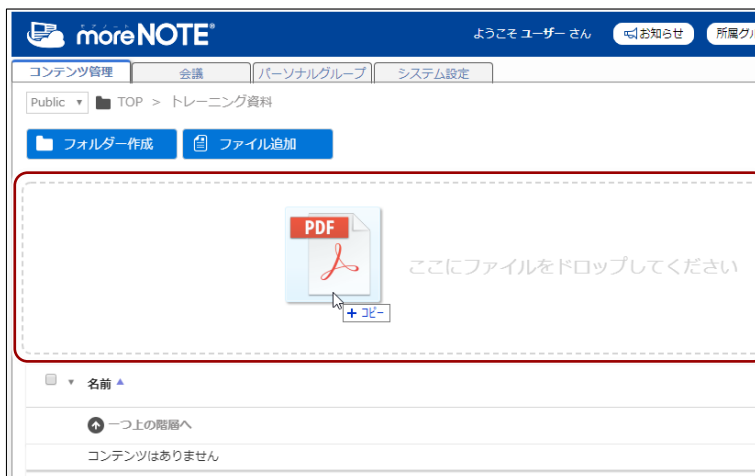 モアノート
moreNOTE® ようこそ ユーザー さん お知らせ 所属グル
コンテンツ管理 会議 パーソナルグループ システム設定
Public ▼ TOP > トレーニング資料
フォルダー作成 ファイル追加
PDF
ここにファイルをドロップしてください
+ コピー
▼ 名前 ▲
一つ上の階層へ
コンテンツはありません